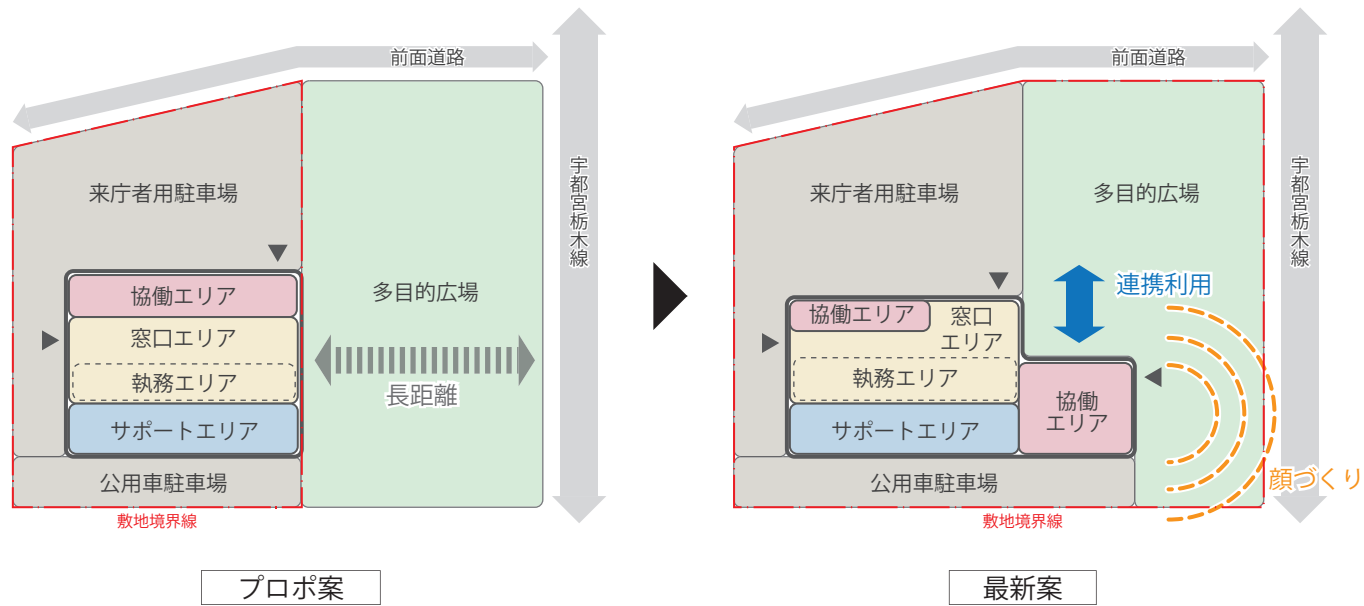 前面道路
宇都宮栃木線
来庁者用駐車場
協働エリア
窓口エリア
執務エリア
サポートエリア
公用車駐車場
多目的広場
長距離
敷地境界線
プロポ案
前面道路
宇都宮栃木線
来庁者用駐車場
多目的広場
連携利用
協働エリア
窓口
エリア
執務エリア
サポートエリア
協働
エリア
公用車駐車場
顔づくり
敷地境界線
最新案